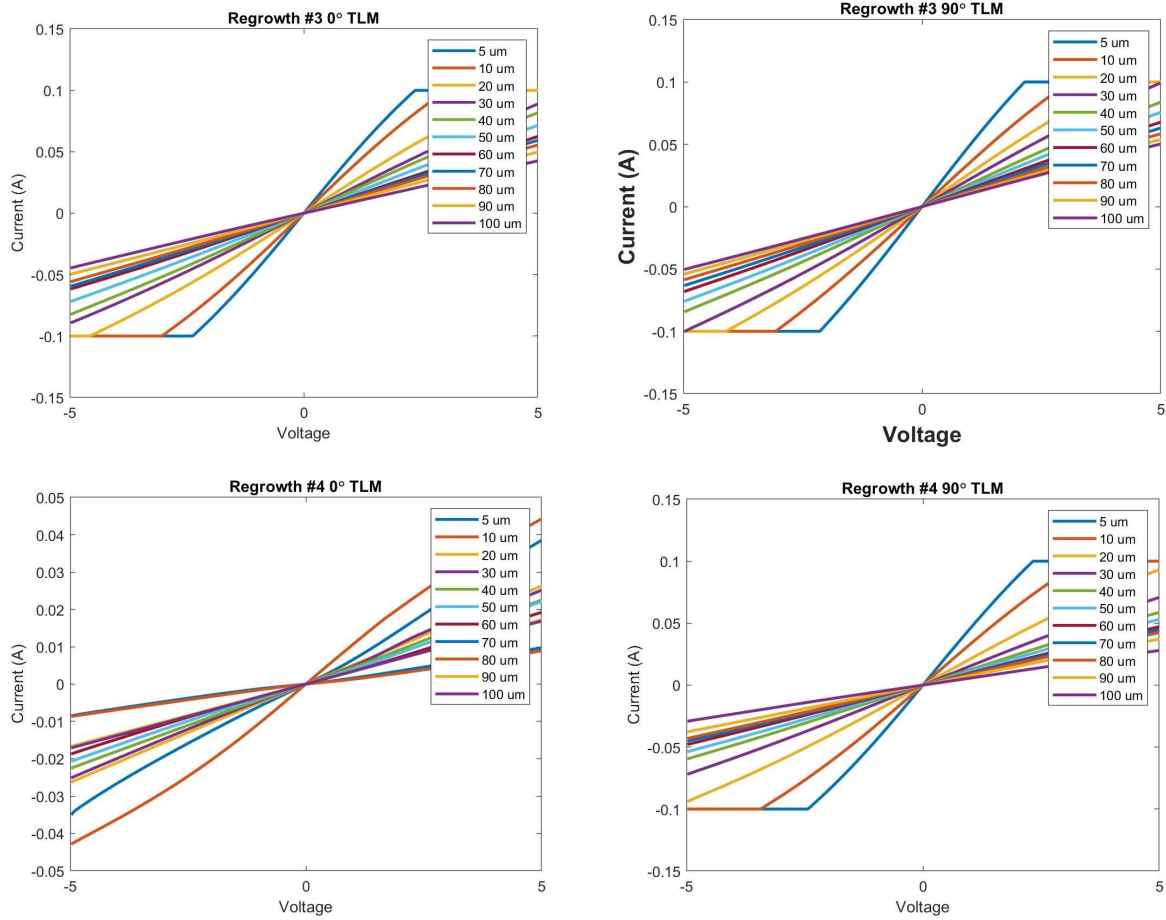 Regrowth #3 0° TLM
0.15
0.1
0.05
0
-0.05
-0.1
-0.15
Current (A)
-5
0
5
Voltage
5 um
10 um
20 um
30 um
40 um
50 um
60 um
70 um
80 um
90 um
100 um
Regrowth #3 90° TLM
0.15
0.1
0.05
0
-0.05
-0.1
-0.15
Current (A)
-5
0
5
Voltage
5 um
10 um
20 um
30 um
40 um
50 um
60 um
70 um
80 um
90 um
100 um
Regrowth #4 0° TLM
0.05
0.04
0.03
0.02
0.01
0
-0.01
-0.02
-0.03
-0.04
-0.05
Current (A)
-5
0
5
Voltage
5 um
10 um
20 um
30 um
40 um
50 um
60 um
70 um
80 um
90 um
100 um
Regrowth #4 90° TLM
0.15
0.1
0.05
0
-0.05
-0.1
-0.15
Current (A)
-5
0
5
Voltage
5 um
10 um
20 um
30 um
40 um
50 um
60 um
70 um
80 um
90 um
100 um